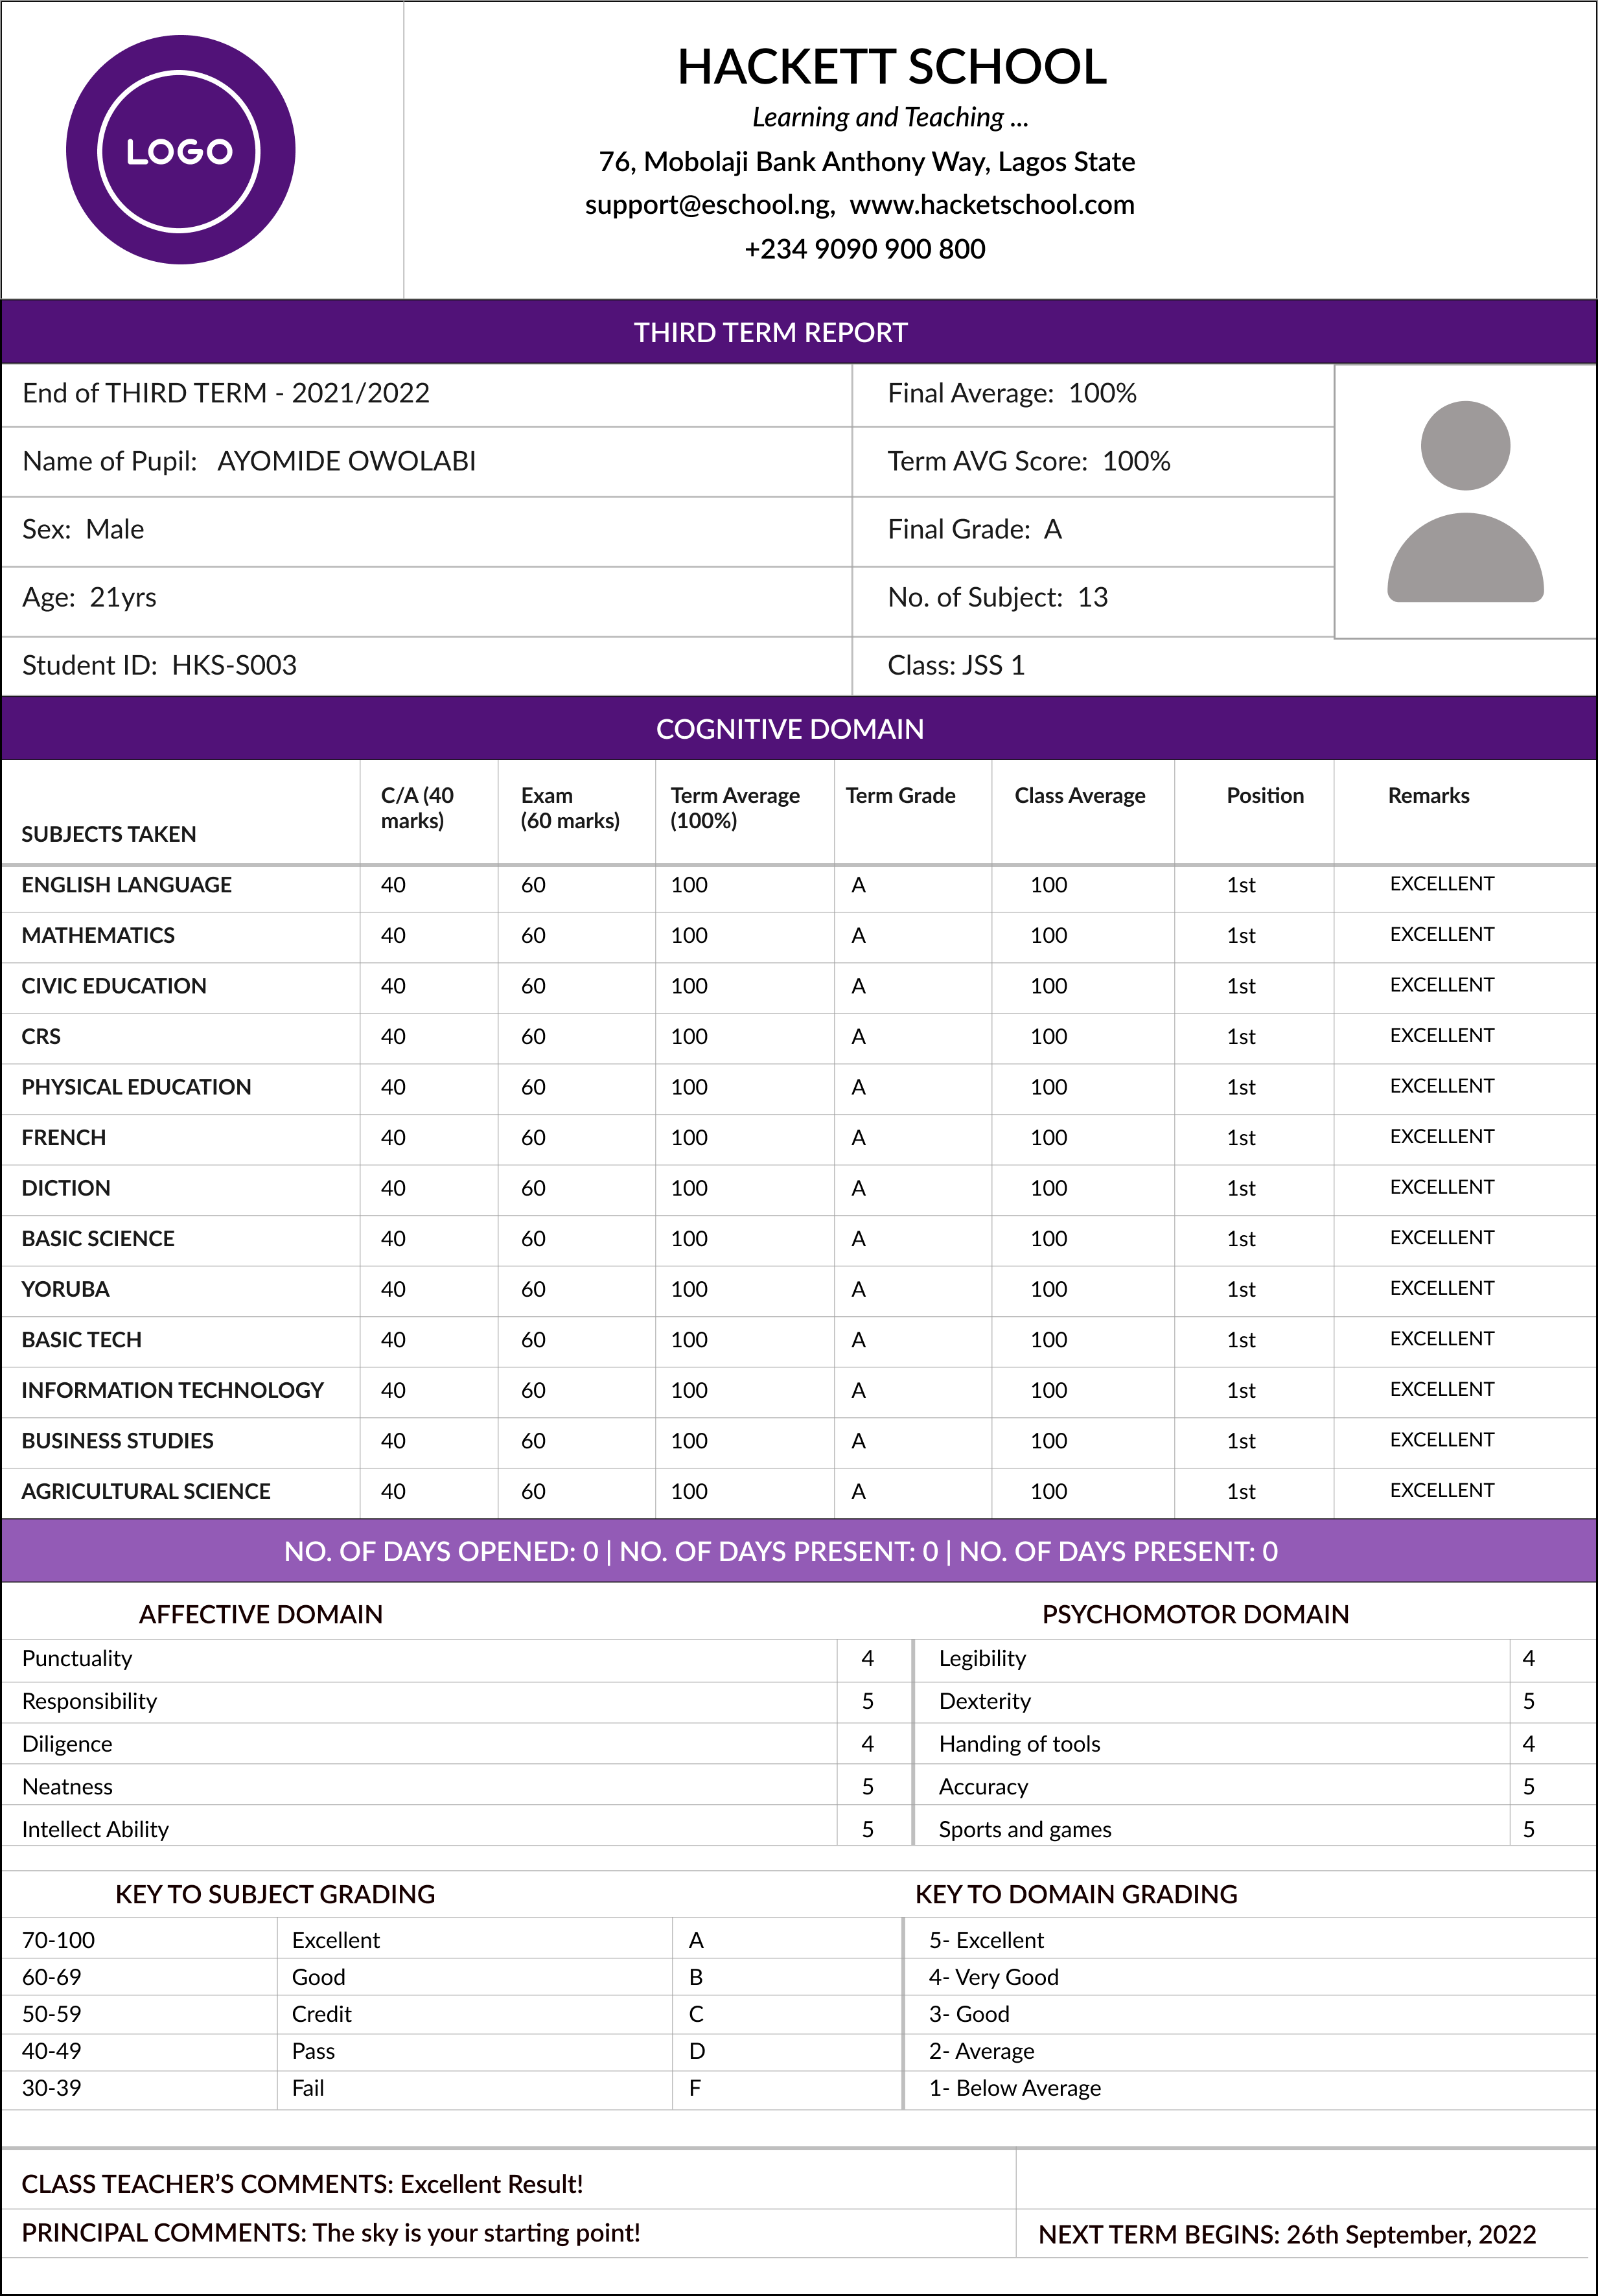 LOGO
HACKETT SCHOOL
Learning and Teaching ...
76, Mobolaji Bank Anthony Way, Lagos State
support@eschool.ng, www.hacketschool.com
+234 9090 900 800
THIRD TERM REPORT
End of THIRD TERM - 2021/2022 Final Average: 100%
Name of Pupil: AYOMIDE OWOLABI Term AVG Score: 100%
Sex: Male Final Grade: A
Age: 21yrs No. of Subject: 13
Student ID: HKS-S003 Class: JSS 1
COGNITIVE DOMAIN
SUBJECTS TAKEN C/A (40 marks) Exam (60 marks) Term Average (100%) Term Grade Class Average Position Remarks
ENGLISH LANGUAGE 40 60 100 A 100 1st EXCELLENT
MATHEMATICS 40 60 100 A 100 1st EXCELLENT
CIVIC EDUCATION 40 60 100 A 100 1st EXCELLENT
CRS 40 60 100 A 100 1st EXCELLENT
PHYSICAL EDUCATION 40 60 100 A 100 1st EXCELLENT
FRENCH 40 60 100 A 100 1st EXCELLENT
DICTION 40 60 100 A 100 1st EXCELLENT
BASIC SCIENCE 40 60 100 A 100 1st EXCELLENT
YORUBA 40 60 100 A 100 1st EXCELLENT
BASIC TECH 40 60 100 A 100 1st EXCELLENT
INFORMATION TECHNOLOGY 40 60 100 A 100 1st EXCELLENT
BUSINESS STUDIES 40 60 100 A 100 1st EXCELLENT
AGRICULTURAL SCIENCE 40 60 100 A 100 1st EXCELLENT
NO. OF DAYS OPENED: 0 | NO. OF DAYS PRESENT: 0 | NO. OF DAYS PRESENT: 0
AFFECTIVE DOMAIN PSYCHOMOTOR DOMAIN
Punctuality 4 Legibility 4
Responsibility 5 Dexterity 5
Diligence 4 Handing of tools 4
Neatness 5 Accuracy 5
Intellect Ability 5 Sports and games 5
KEY TO SUBJECT GRADING KEY TO DOMAIN GRADING
70-100 Excellent A 5- Excellent
60-69 Good B 4- Very Good
50-59 Credit C 3- Good
40-49 Pass D 2- Average
30-39 Fail F 1- Below Average
CLASS TEACHER’S COMMENTS: Excellent Result!
PRINCIPAL COMMENTS: The sky is your starting point! NEXT TERM BEGINS: 26th September, 2022